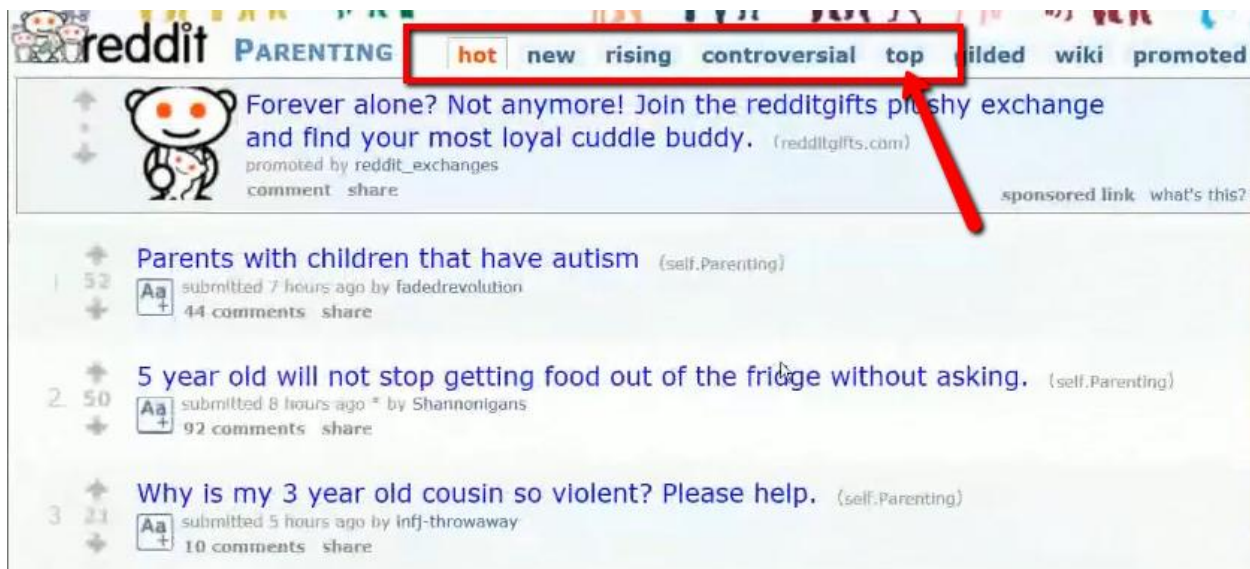 reddit PARENTING hot new rising controversial top gilded wiki promoted
Forever alone? Not anymore! Join the redditgifts plushy exchange
and find your most loyal cuddle buddy. (redditgifts.com)
promoted by reddit_exchanges
comment share
sponsored link what's this?
Parents with children that have autism (self.Parenting)
1 52
Aa+ submitted 7 hours ago by fadedrevolution
44 comments share
5 year old will not stop getting food out of the fridge without asking. (self.Parenting)
2 50
Aa+ submitted 8 hours ago * by Shannonigans
92 comments share
Why is my 3 year old cousin so violent? Please help. (self.Parenting)
3 21
Aa+ submitted 5 hours ago by infj-throwaway
10 comments share